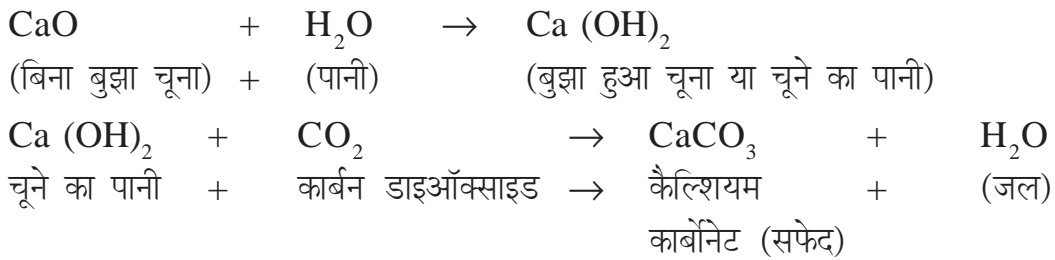 CaO + H₂O → Ca (OH)₂
(बिना बुझा चूना) + (पानी) (बुझा हुआ चूना या चूने का पानी)
Ca (OH)₂ + CO₂ → CaCO₃ + H₂O
चूने का पानी + कार्बन डाइऑक्साइड → कैल्शियम + (जल)
कार्बोनेट (सफेद)